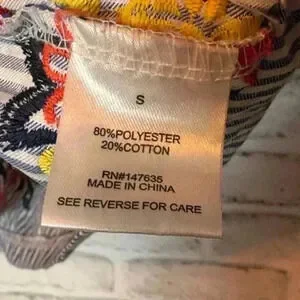 S
80%POLYESTER
20%COTTON
RN#147635
MADE IN CHINA
SEE REVERSE FOR CARE